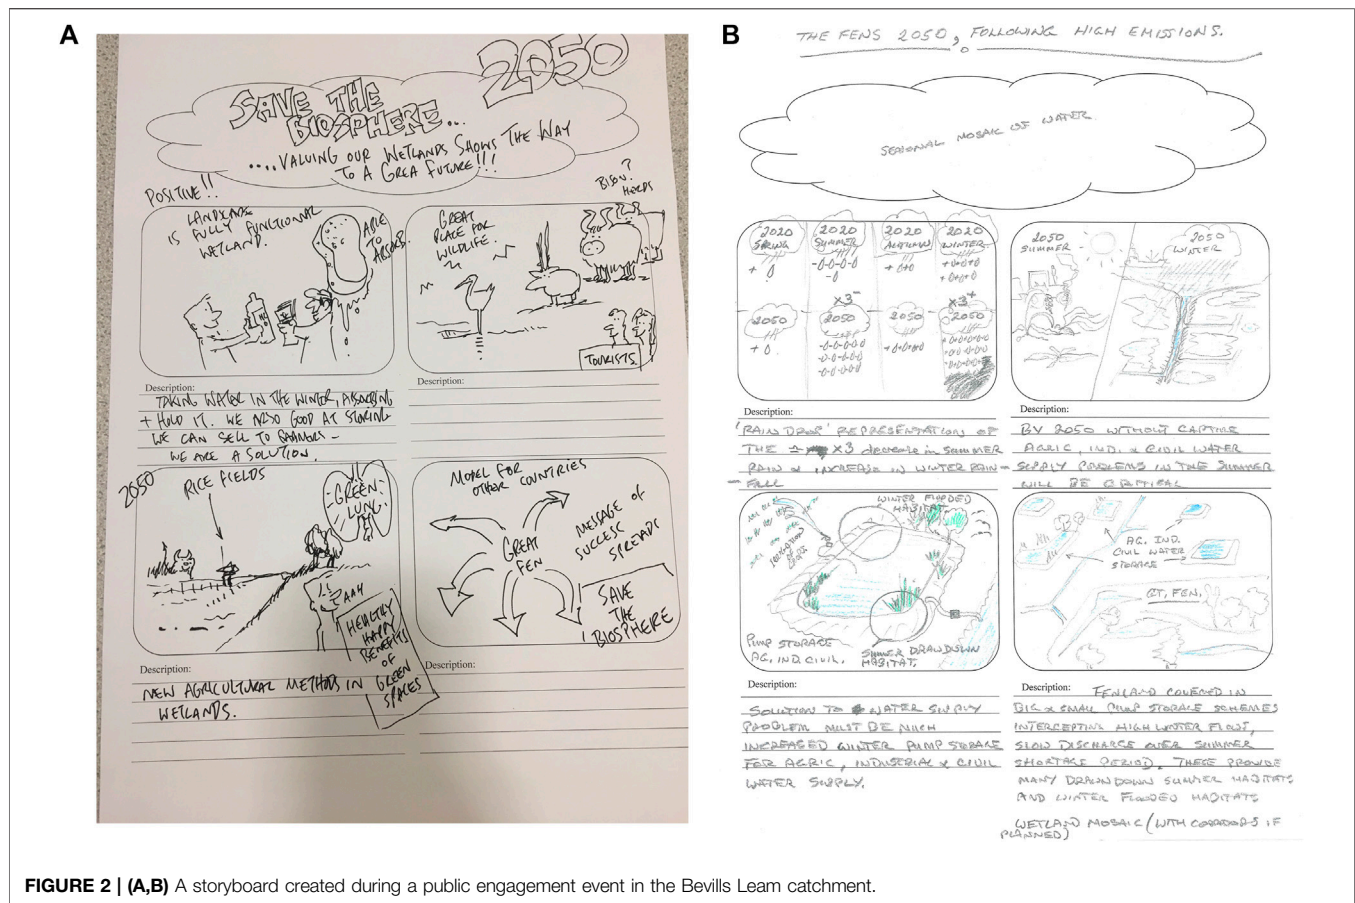 A
2050
SAVE THE
BIOSPHERE...
....VALUING OUR WETLANDS SHOWS THE WAY
TO A GREA FUTURE!!!
POSITIVE!!
BISON?
HERDS
LANDSCAPE
IS FULLY FUNCTIONAL
WETLAND.
ABLE
TO
ABSORB.
GREAT
PLACE FOR
WILDLIFE.
TOURISTS
Description:
TAKING WATER IN THE WINTER, ABSORBING
+ HOLD IT. WE ALSO GOOD AT STORING
WE CAN SELL TO
WE ARE A SOLUTION.
Description:
2050
RICE FIELDS
GREEN
LUNG
AAH
HEALTHY
HAPPY
BENEFITS
OF
GREEN
SPACES
MODEL FOR
OTHER COUNTRIES
GREAT
FEN
MESSAGE OF
SUCCESS
SPREADS
SAVE
THE
BIOSPHERE
Description:
NEW AGRICULTURAL METHODS IN
WETLANDS.
Description:
B
THE FENS 2050, FOLLOWING HIGH EMISSIONS.
SEASONAL MOSAIC OF WATER
2020
SPRING
2020
SUMMER
2020
AUTUMN
2020
WINTER
×3-
×3+
2050
2050
2050
2050
2050
SUMMER
2050
WINTER
Description:
'RAIN DROP' REPRESENTATION OF
THE ×3 decrease in summer
RAIN & INCREASE IN WINTER RAIN-
-FALL
Description:
BY 2050 WITHOUT CAPTURE
AGRIC, IND. & CIVIL WATER
SUPPLY PROBLEMS IN THE SUMMER
WILL BE CRITICAL
WINTER FLOODED
HABITAT
IRRIGATION
OF
PUMP STORAGE
AG. IND. CIVIL.
SUMMER DRAWDOWN
HABITAT.
AG. IND.
CIVIL WATER
STORAGE
GT. FEN.
Description:
SOLUTION TO WATER SUPPLY
PROBLEM MUST BE MUCH
INCREASED WINTER PUMP STORAGE
FOR AGRIC, INDUSTRIAL & CIVIL
WATER SUPPLY.
Description: FENLAND COVERED IN
BIG & SMALL PUMP STORAGE SCHEMES
INTERCEPTING HIGH WINTER FLOWS,
SLOW DISCHARGE OVER SUMMER
SHORTAGE PERIOD. THESE PROVIDE
MANY DRAWDOWN SUMMER HABITATS
AND WINTER FLOODED HABITATS
WETLAND MOSAIC (WITH CORADORS IF
PLANNED)
FIGURE 2 | (A,B) A storyboard created during a public engagement event in the Bevills Leam catchment.